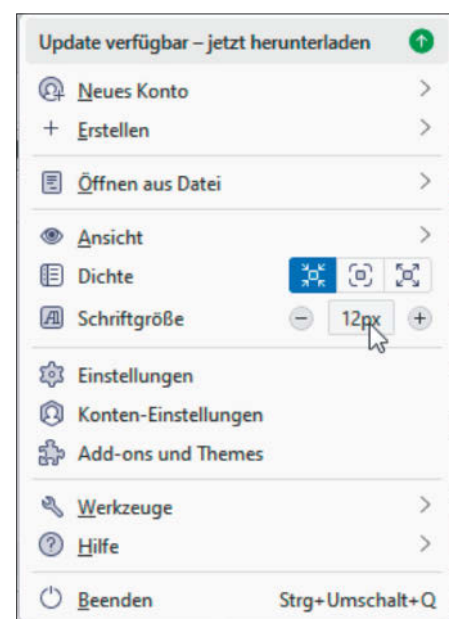 Update verfügbar – jetzt herunterladen
Neues Konto
Erstellen
Öffnen aus Datei
Ansicht
Dichte
Schriftgröße 12px
Einstellungen
Konten-Einstellungen
Add-ons und Themes
Werkzeuge
Hilfe
Beenden Strg+Umschalt+Q